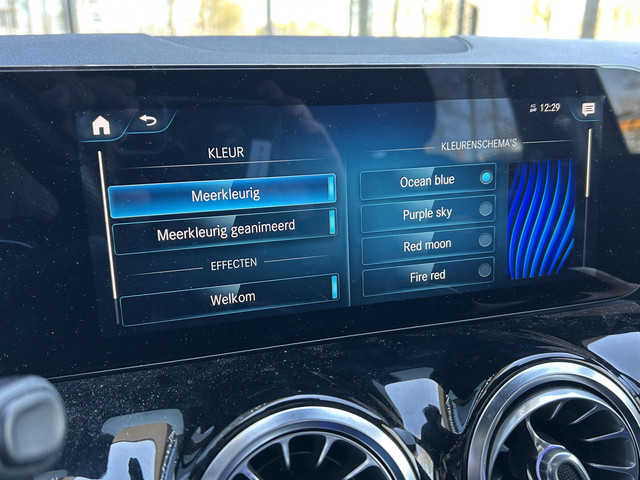 12:29
KLEUR
Meerkleurig
Meerkleurig geanimeerd
EFFECTEN
Welkom
KLEURENSCHEMA'S
Ocean blue
Purple sky
Red moon
Fire red